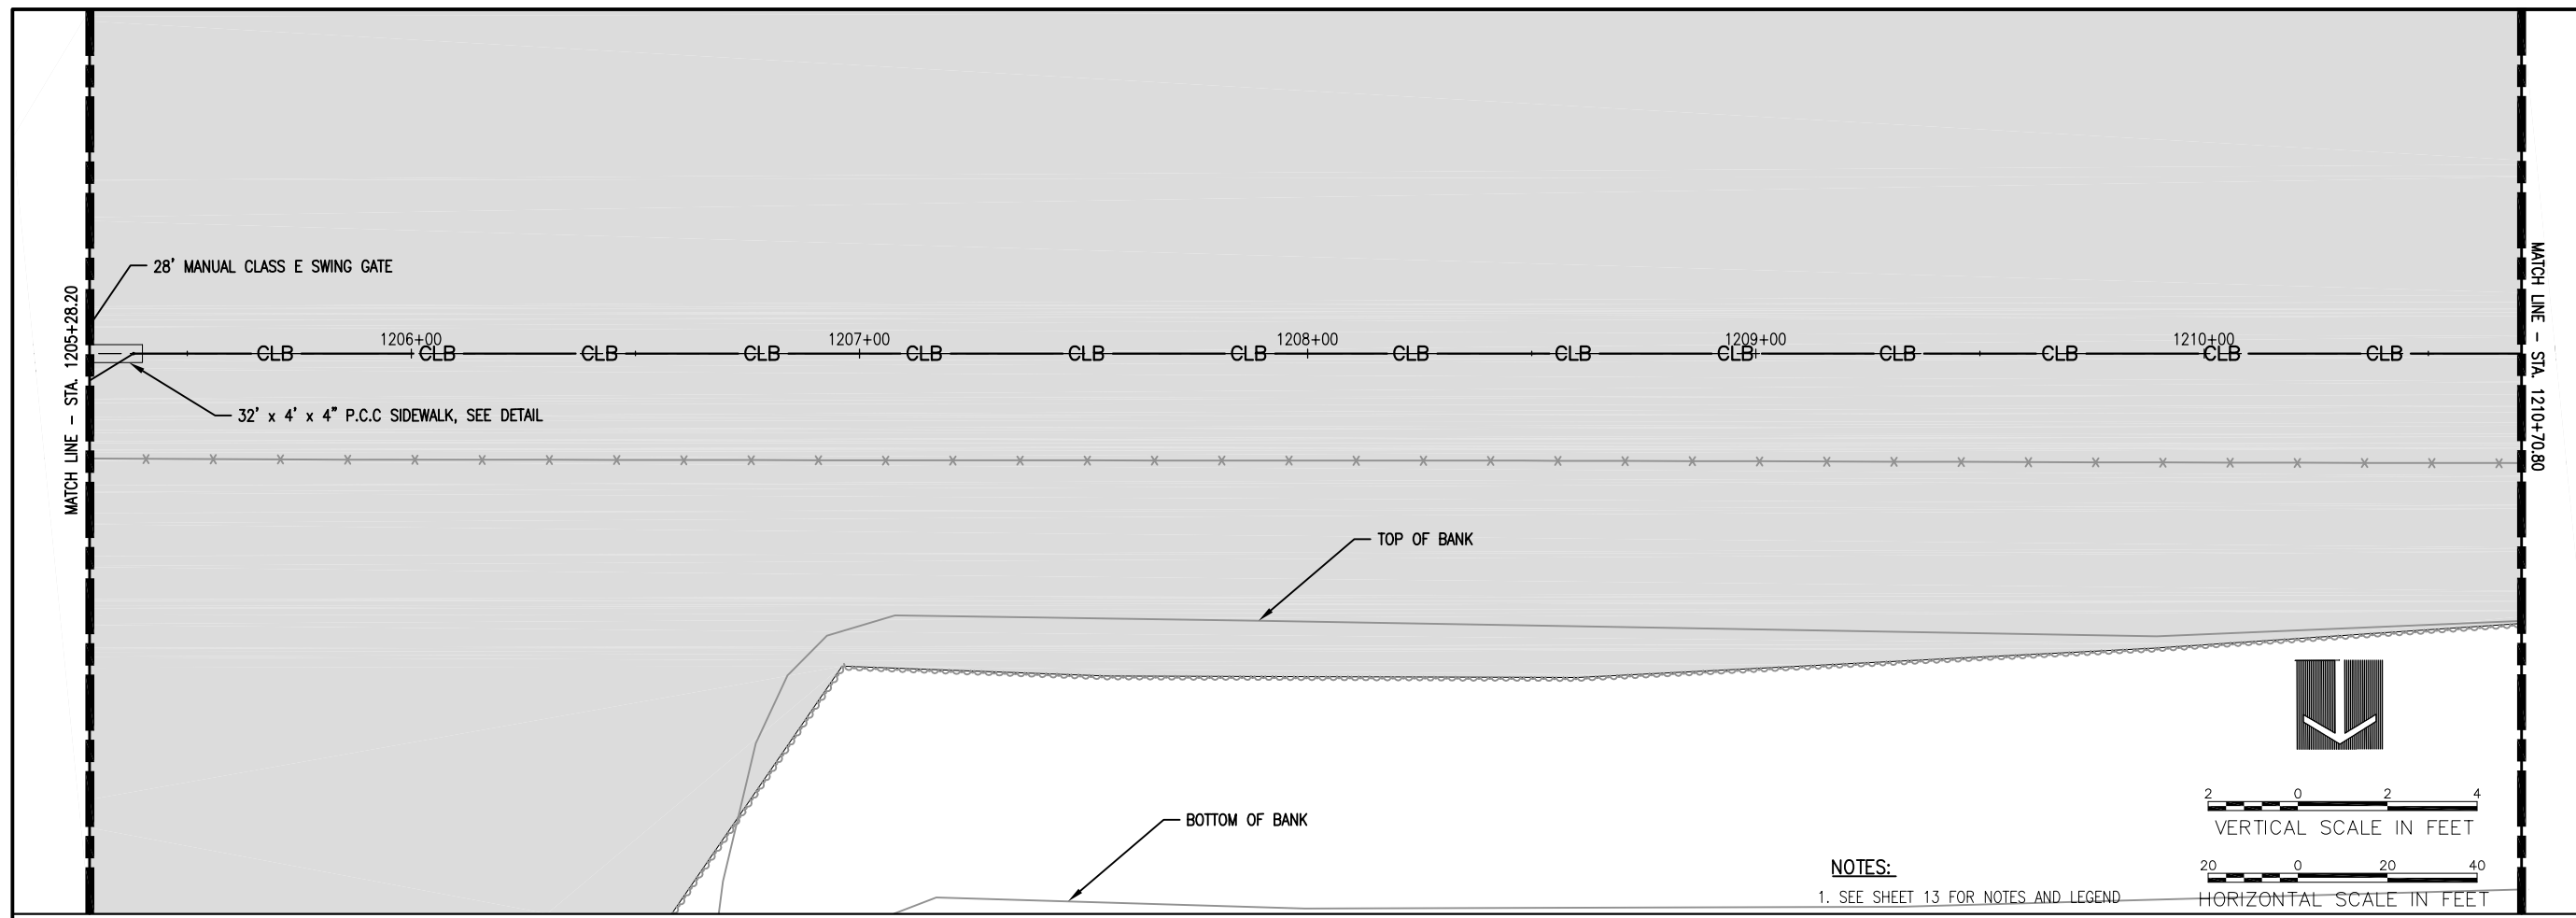 28' MANUAL CLASS E SWING GATE
MATCH LINE - STA. 1205+28.20
MATCH LINE - STA. 1210+70.80
1206+00
1207+00
1208+00
1209+00
1210+00
CLB CLB CLB CLB CLB CLB CLB CLB CLB CLB CLB CLB CLB CLB
32' x 4' x 4" P.C.C SIDEWALK, SEE DETAIL
TOP OF BANK
BOTTOM OF BANK
2 0 2 4
VERTICAL SCALE IN FEET
20 0 20 40
HORIZONTAL SCALE IN FEET
NOTES:
1. SEE SHEET 13 FOR NOTES AND LEGEND